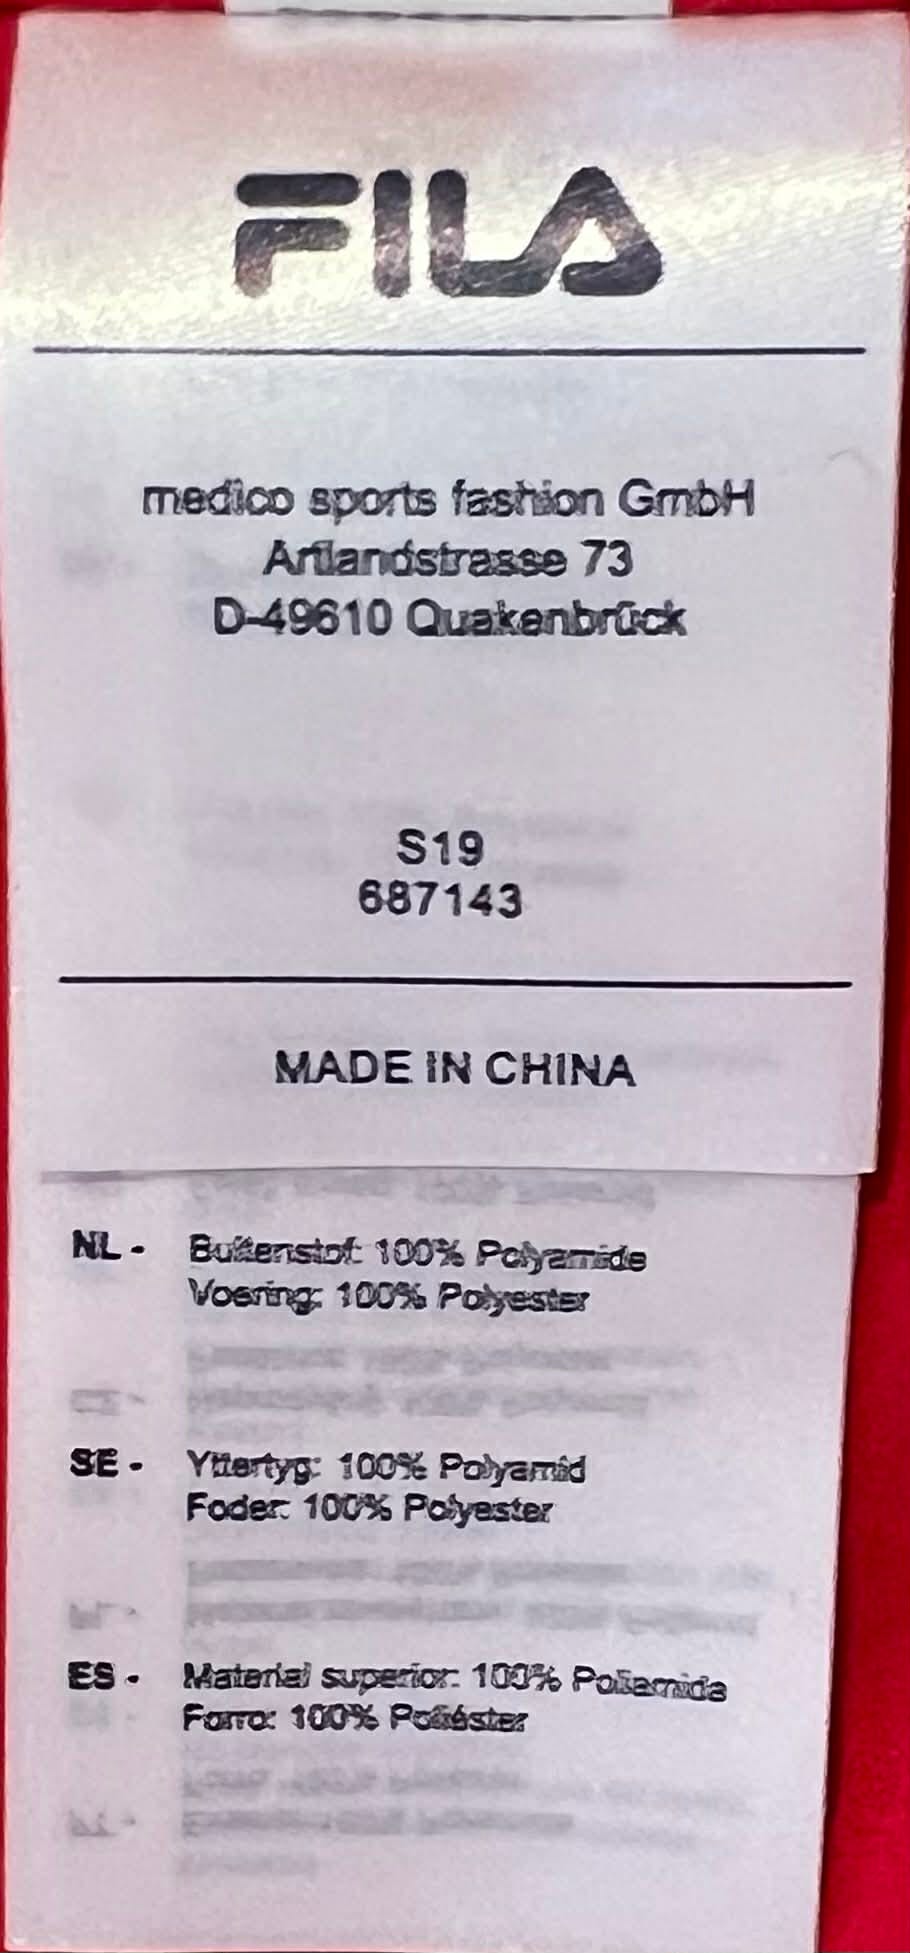 FILA
medico sports fashion GmbH
Artlandstrasse 73
D-49610 Quakenbrück
S19
687143
MADE IN CHINA
NL - Buitenstof: 100% Polyamide
Voering: 100% Polyester
SE - Yttertyg: 100% Polyamid
Foder: 100% Polyester
ES - Material superior: 100% Poliamida
Forro: 100% Poliéster